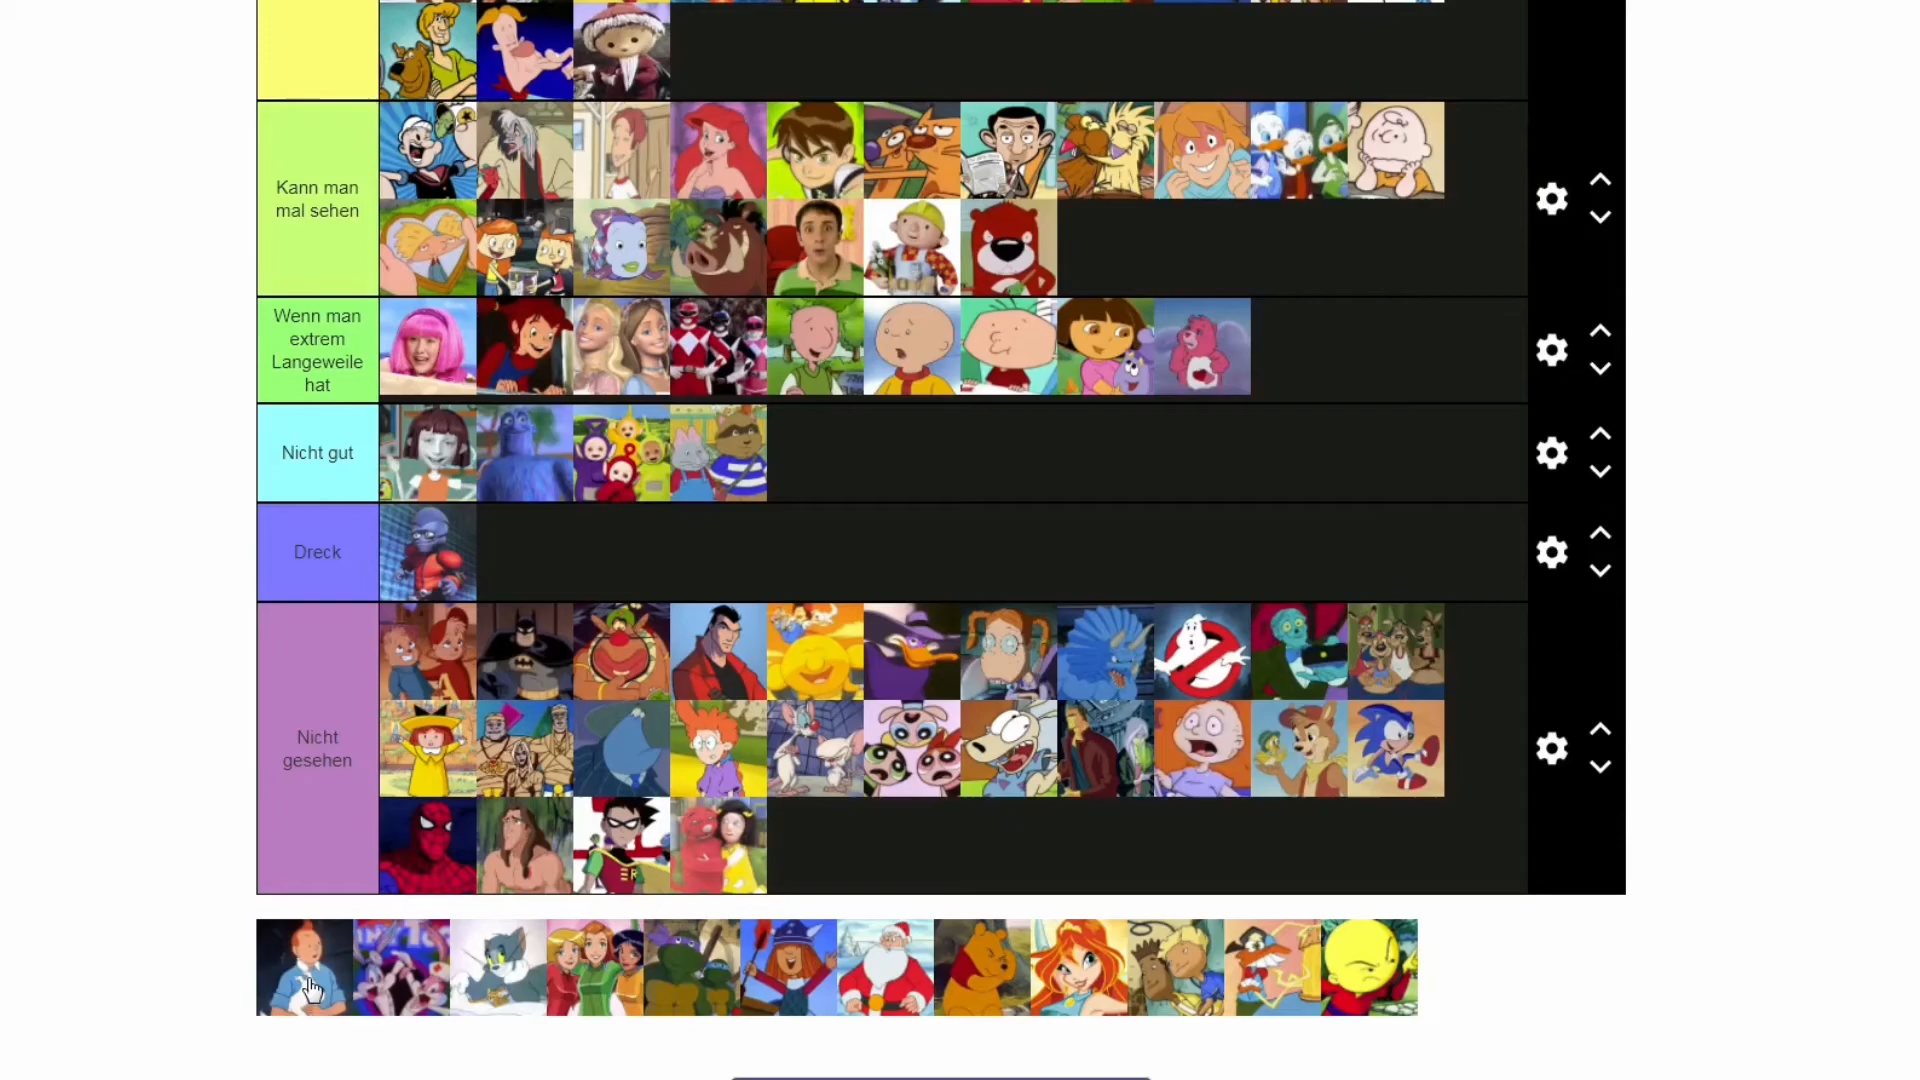 Kann man
mal sehen
Wenn man
extrem
Langeweile
hat
Nicht gut
Dreck
Nicht
gesehen